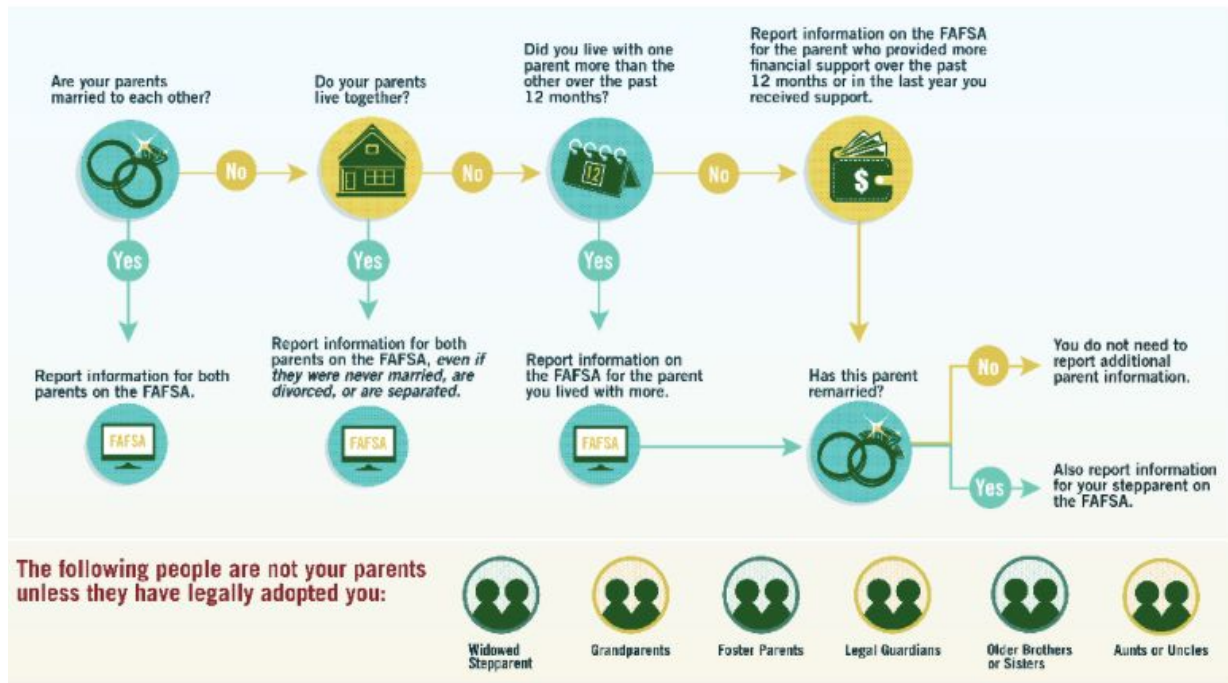 Are your parents
married to each other?
Do your parents
live together?
Did you live with one
parent more than the
other over the past
12 months?
Report information on the FAFSA
for the parent who provided more
financial support over the past
12 months or in the last year you
received support.
No
No
12
No
$
Yes
Yes
Yes
Report information for both
parents on the FAFSA.
FAFSA
Report information for both
parents on the FAFSA, even if
they were never married, are
divorced, or are separated.
FAFSA
Report information on
the FAFSA for the parent
you lived with more.
FAFSA
Has this parent
remarried?
No
You do not need to
report additional
parent information.
Yes
Also report information
for your stepparent on
the FAFSA.
The following people are not your parents
unless they have legally adopted you:
Widowed
Stepparent
Grandparents
Foster Parents
Legal Guardians
Older Brothers
or Sisters
Aunts or Uncles